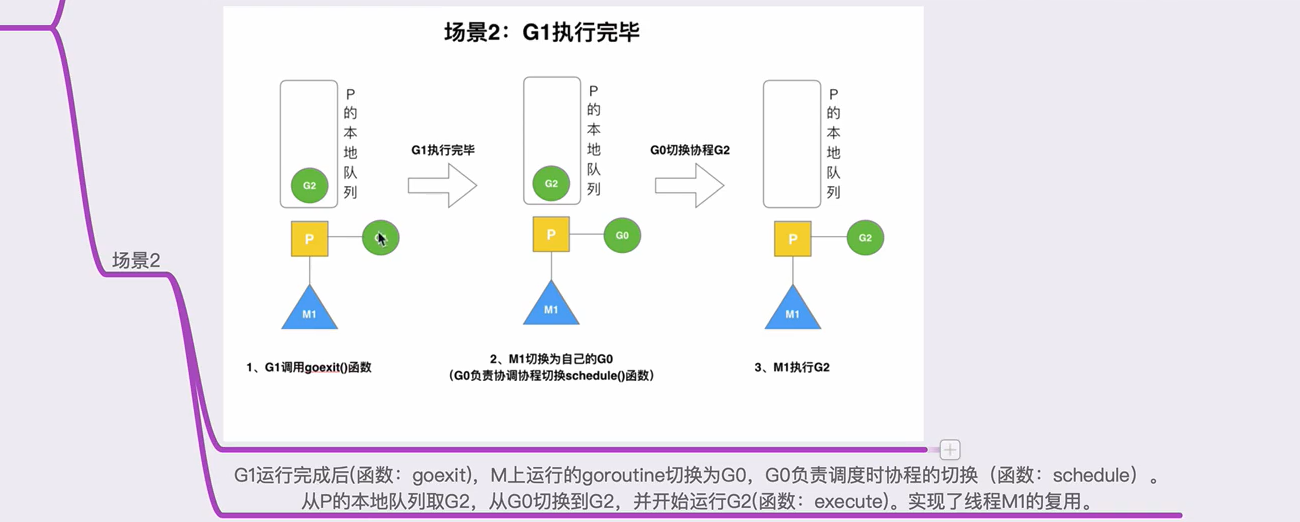 场景2：G1执行完毕
P
的
本
地
队
列
G2
P
M1
G1执行完毕
P
的
本
地
队
列
G2
P
G0
M1
G0切换协程G2
P
的
本
地
队
列
P
G2
M1
1、G1调用goexit()函数
2、M1切换为自己的G0
（G0负责协调协程切换schedule()函数）
3、M1执行G2
场景2
G1运行完成后(函数：goexit)，M上运行的goroutine切换为G0，G0负责调度时协程的切换（函数：schedule）。
从P的本地队列取G2，从G0切换到G2，并开始运行G2(函数：execute)。实现了线程M1的复用。